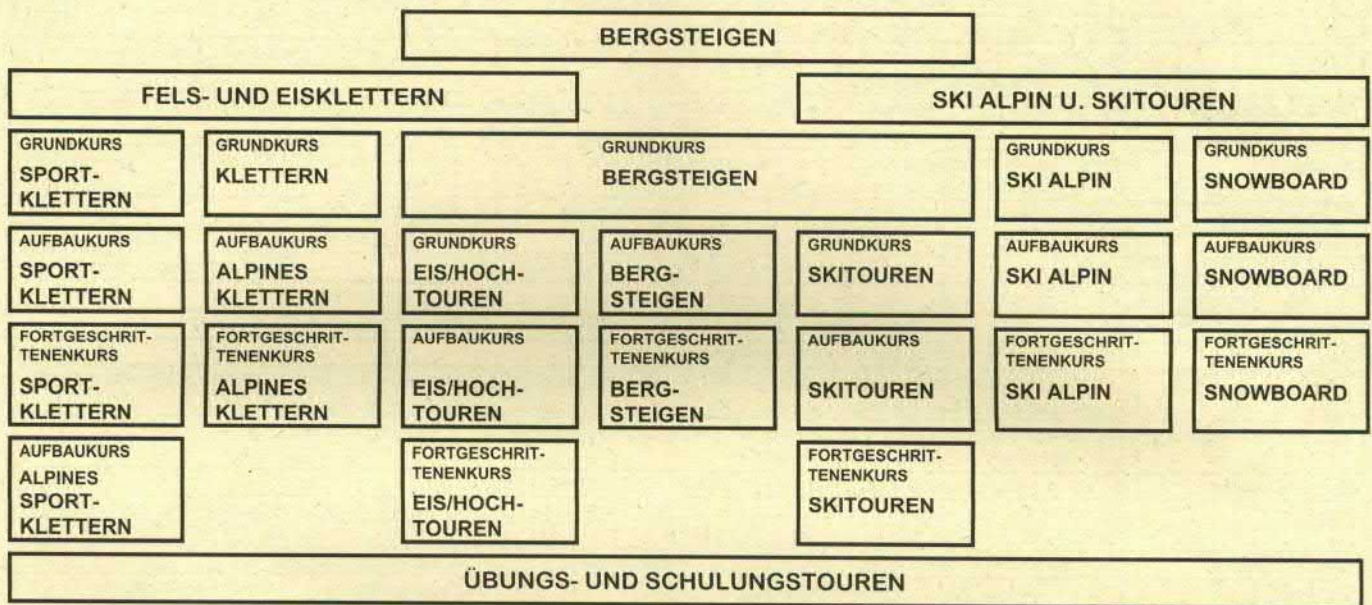 BERGSTEIGEN
FELS- UND EISKLETTERN
SKI ALPIN U. SKITOUREN
GRUNDKURS
SPORT-
KLETTERN
GRUNDKURS
KLETTERN
GRUNDKURS
BERGSTEIGEN
GRUNDKURS
SKI ALPIN
GRUNDKURS
SNOWBOARD
AUFBAUKURS
SPORT-
KLETTERN
AUFBAUKURS
ALPINES
KLETTERN
GRUNDKURS
EIS/HOCH-
TOUREN
AUFBAUKURS
BERG-
STEIGEN
GRUNDKURS
SKITOUREN
AUFBAUKURS
SKI ALPIN
AUFBAUKURS
SNOWBOARD
FORTGESCHRIT-
TENENKURS
SPORT-
KLETTERN
FORTGESCHRIT-
TENENKURS
ALPINES
KLETTERN
AUFBAUKURS
EIS/HOCH-
TOUREN
FORTGESCHRIT-
TENENKURS
BERG-
STEIGEN
AUFBAUKURS
SKITOUREN
FORTGESCHRIT-
TENENKURS
SKI ALPIN
FORTGESCHRIT-
TENENKURS
SNOWBOARD
AUFBAUKURS
ALPINES
SPORT-
KLETTERN
FORTGESCHRIT-
TENENKURS
EIS/HOCH-
TOUREN
FORTGESCHRIT-
TENENKURS
SKITOUREN
ÜBUNGS- UND SCHULUNGSTOUREN